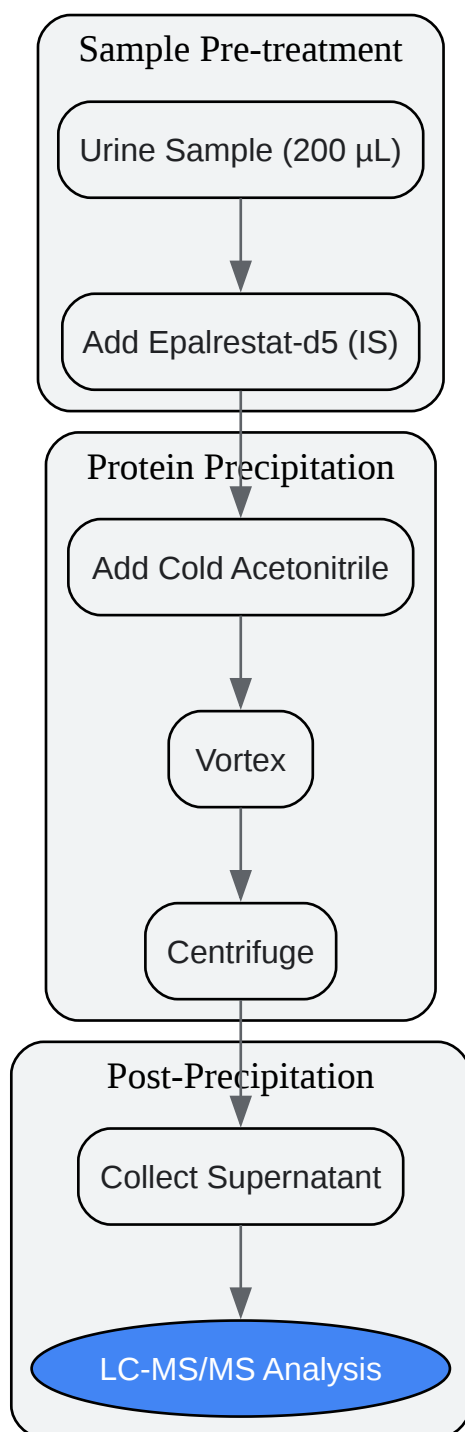 Sample Pre-treatment
Urine Sample (200 µL)
Add Epalrestat-d5 (IS)
Protein Precipitation
Add Cold Acetonitrile
Vortex
Centrifuge
Post-Precipitation
Collect Supernatant
LC-MS/MS Analysis